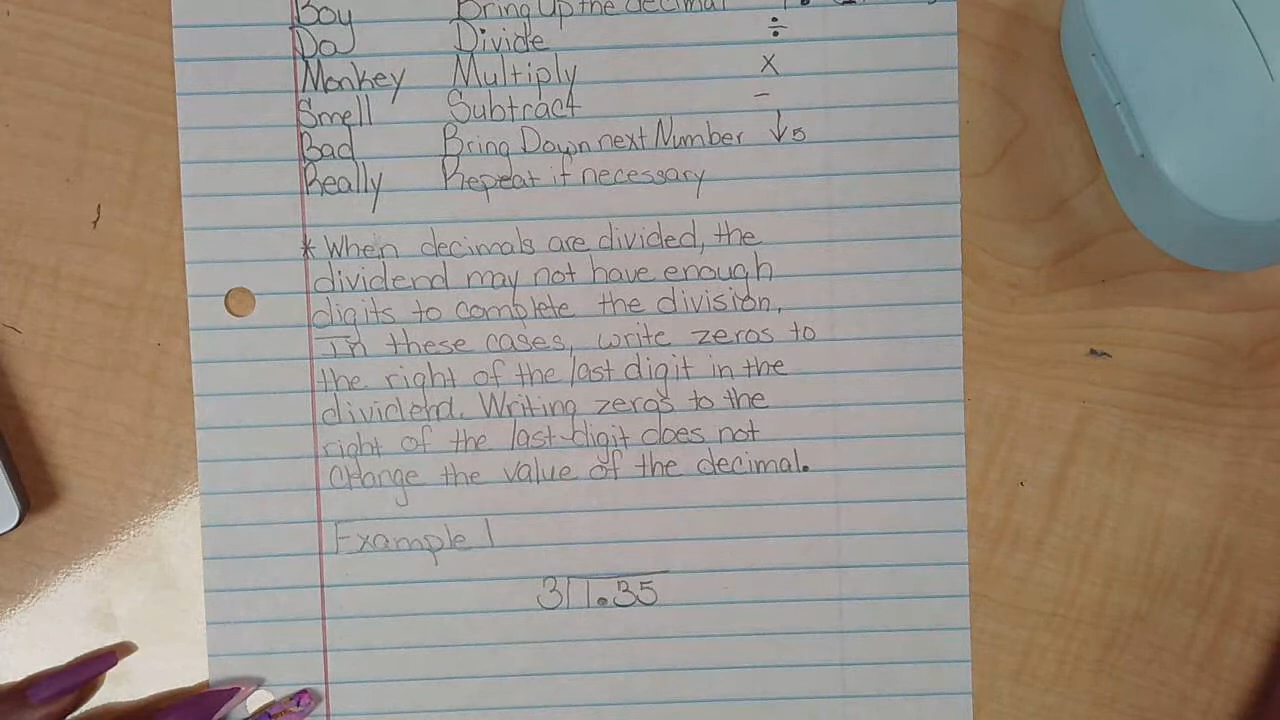 Boy Bring Up the decimal
Do Divide ÷
Monkey Multiply x
Smell Subtract -
Bad Bring Down next Number ↓5
Really Repeat if necessary
* When decimals are divided, the
dividend may not have enough
digits to complete the division,
In these cases, write zeros to
the right of the last digit in the
dividend. Writing zeros to the
right of the last digit does not
change the value of the decimal.
Example 1
3 1.35